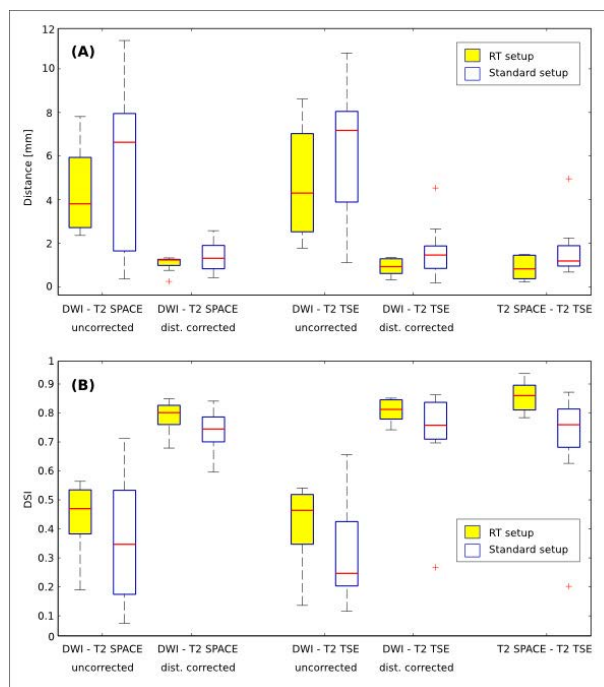 (A)
RT setup
Standard setup
Distance [mm]
12
10
8
6
4
2
0
DWI - T2 SPACE
uncorrected
DWI - T2 SPACE
dist. corrected
DWI - T2 TSE
uncorrected
DWI - T2 TSE
dist. corrected
T2 SPACE - T2 TSE
(B)
RT setup
Standard setup
DSI
1
0.9
0.8
0.7
0.6
0.5
0.4
0.3
0.2
0.1
0
DWI - T2 SPACE
uncorrected
DWI - T2 SPACE
dist. corrected
DWI - T2 TSE
uncorrected
DWI - T2 TSE
dist. corrected
T2 SPACE - T2 TSE